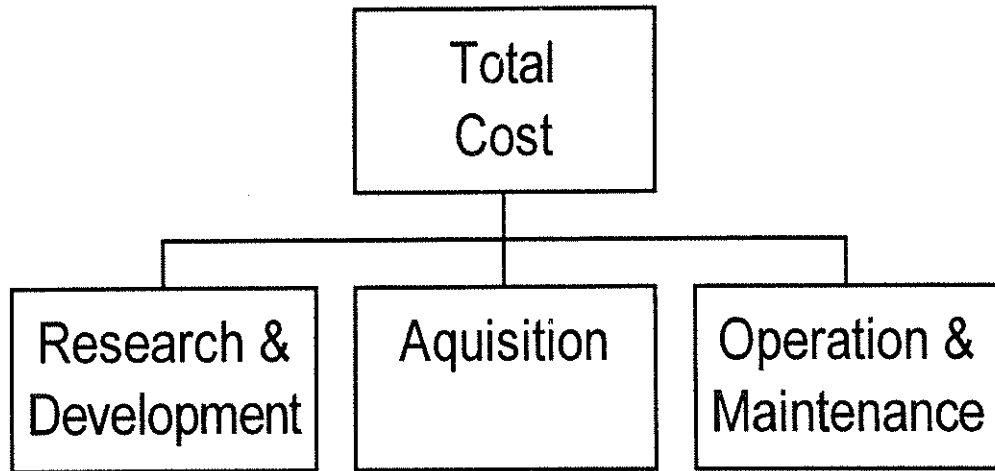 Total
Cost
Research &
Development
Aquisition
Operation &
Maintenance